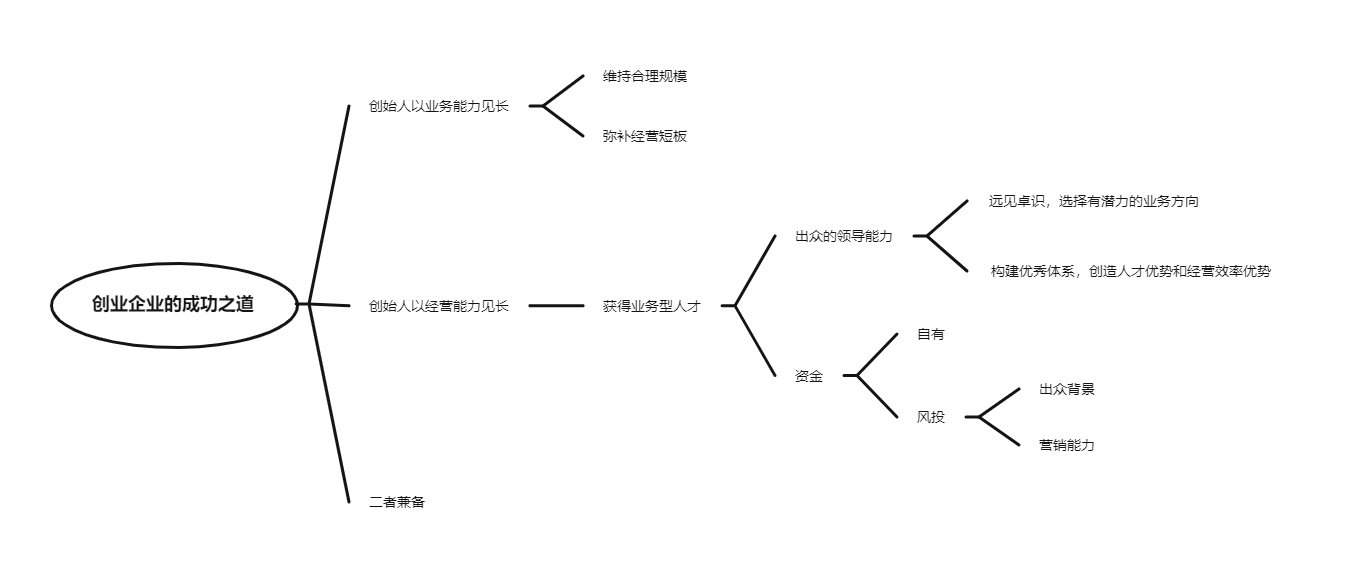 创业企业的成功之道
创始人以业务能力见长
维持合理规模
弥补经营短板
创始人以经营能力见长
获得业务型人才
出众的领导能力
远见卓识，选择有潜力的业务方向
构建优秀体系，创造人才优势和经营效率优势
资金
自有
风投
出众背景
营销能力
二者兼备